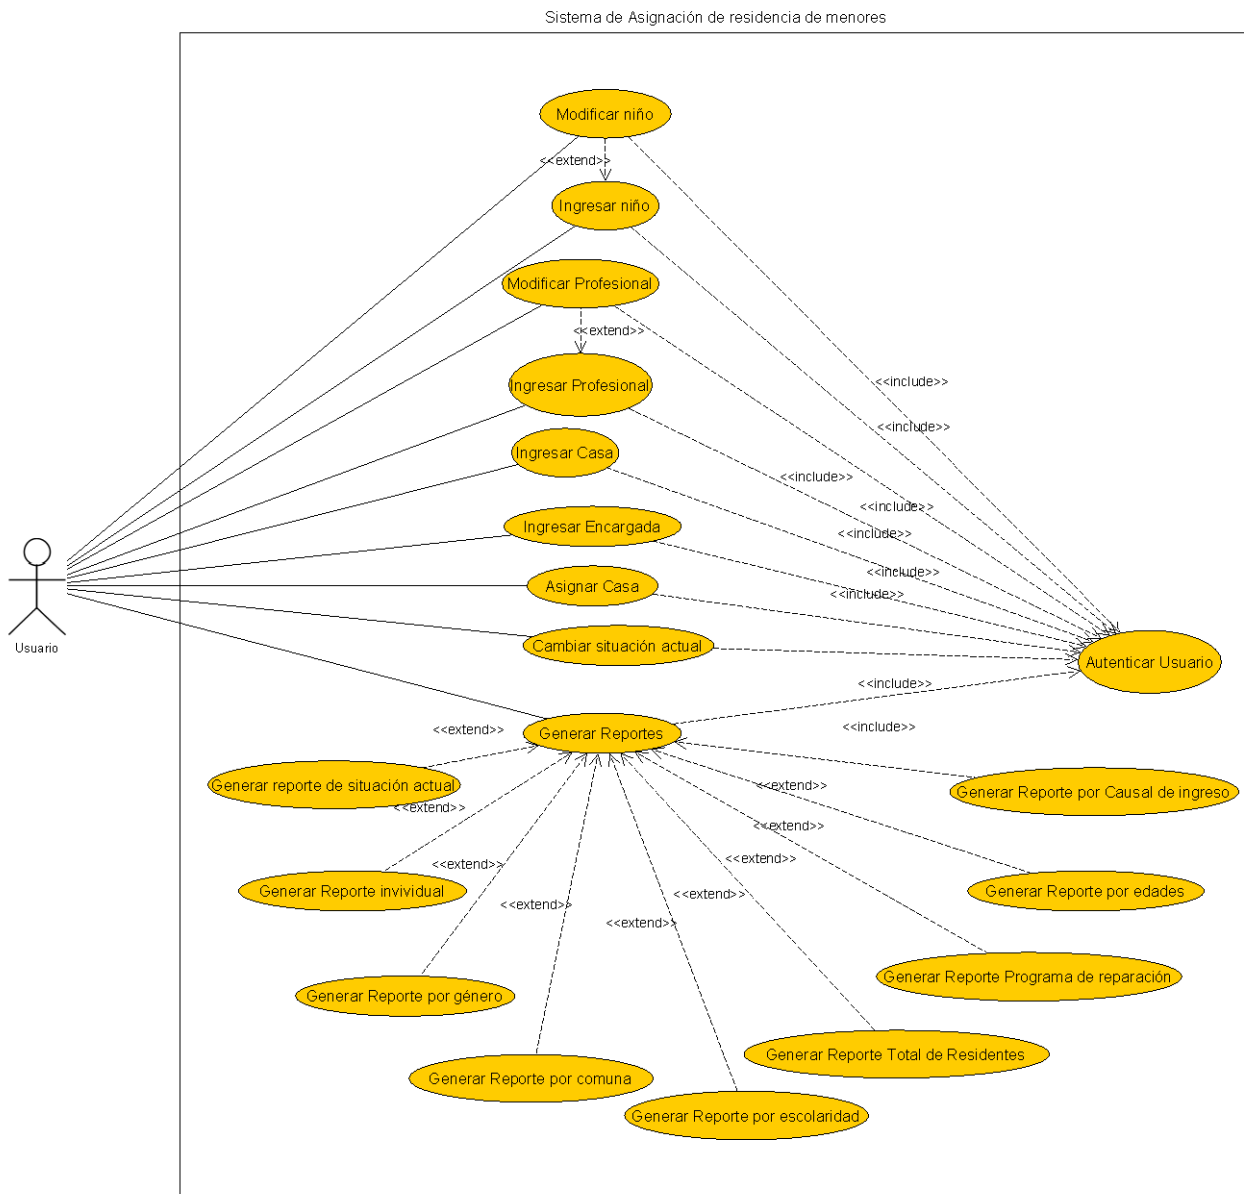 Sistema de Asignación de residencia de menores
Modificar niño
<<extend>>
Ingresar niño
Modificar Profesional
<<extend>>
Ingresar Profesional
<<include>>
<<include>>
Ingresar Casa
<<include>>
<<include>>
Ingresar Encargada
<<include>>
<<include>>
Asignar Casa
<<include>>
Usuario
Cambiar situación actual
Autenticar Usuario
<<include>>
<<extend>>
Generar Reportes
<<include>>
Generar reporte de situación actual
<<extend>>
Generar Reporte por Causal de ingreso
<<extend>>
<<extend>>
<<extend>>
<<extend>>
Generar Reporte invividual
Generar Reporte por edades
<<extend>>
<<extend>>
Generar Reporte Programa de reparación
Generar Reporte por género
Generar Reporte Total de Residentes
Generar Reporte por comuna
Generar Reporte por escolaridad